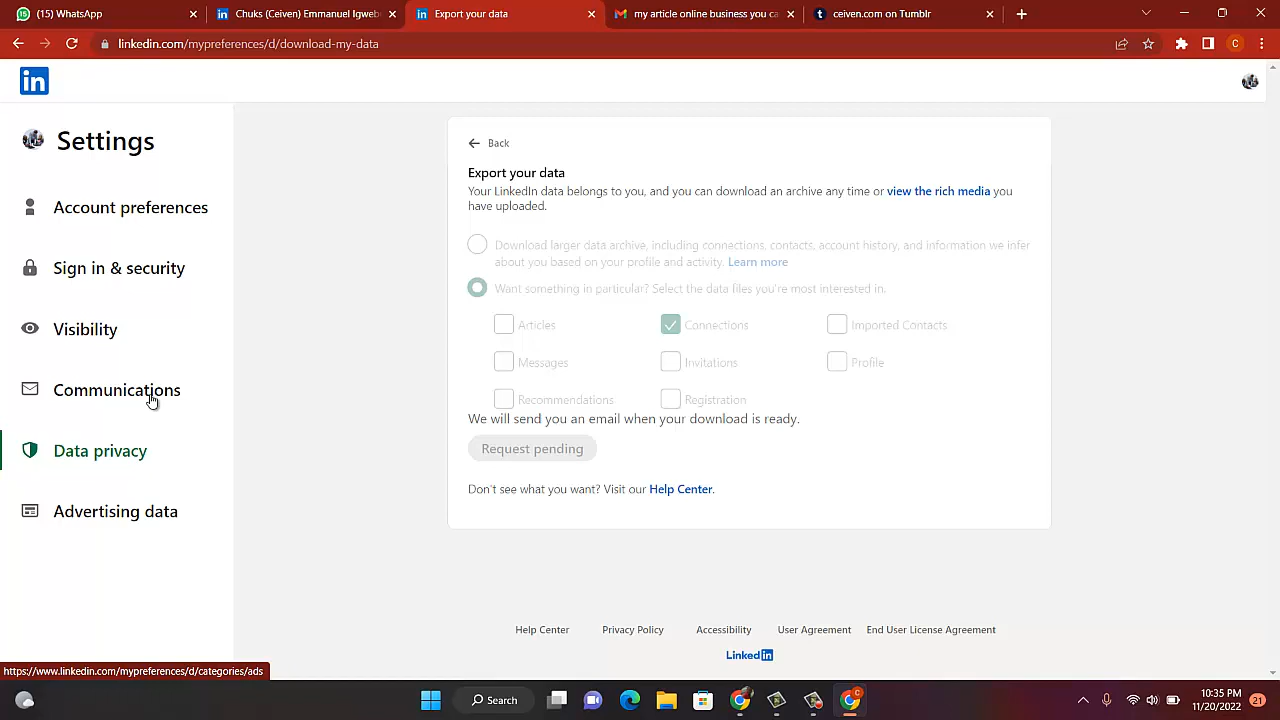 (15) WhatsApp
Chuks (Ceiven) Emmanuel Igweb
Export your data
my article online business you ca
ceiven.com on Tumblr
linkedin.com/mypreferences/d/download-my-data
C
in
Settings
Account preferences
Sign in & security
Visibility
Communications
Data privacy
Advertising data
Back
Export your data
Your LinkedIn data belongs to you, and you can download an archive any time or view the rich media you
have uploaded.
Download larger data archive, including connections, contacts, account history, and information we infer
about you based on your profile and activity. Learn more
Want something in particular? Select the data files you're most interested in.
Articles
Connections
Imported Contacts
Messages
Invitations
Profile
Recommendations
Registration
We will send you an email when your download is ready.
Request pending
Don't see what you want? Visit our Help Center.
Help Center
Privacy Policy
Accessibility
User Agreement
End User License Agreement
Linked in
https://www.linkedin.com/mypreferences/d/categories/ads
Search
10:35 PM
11/20/2022
21